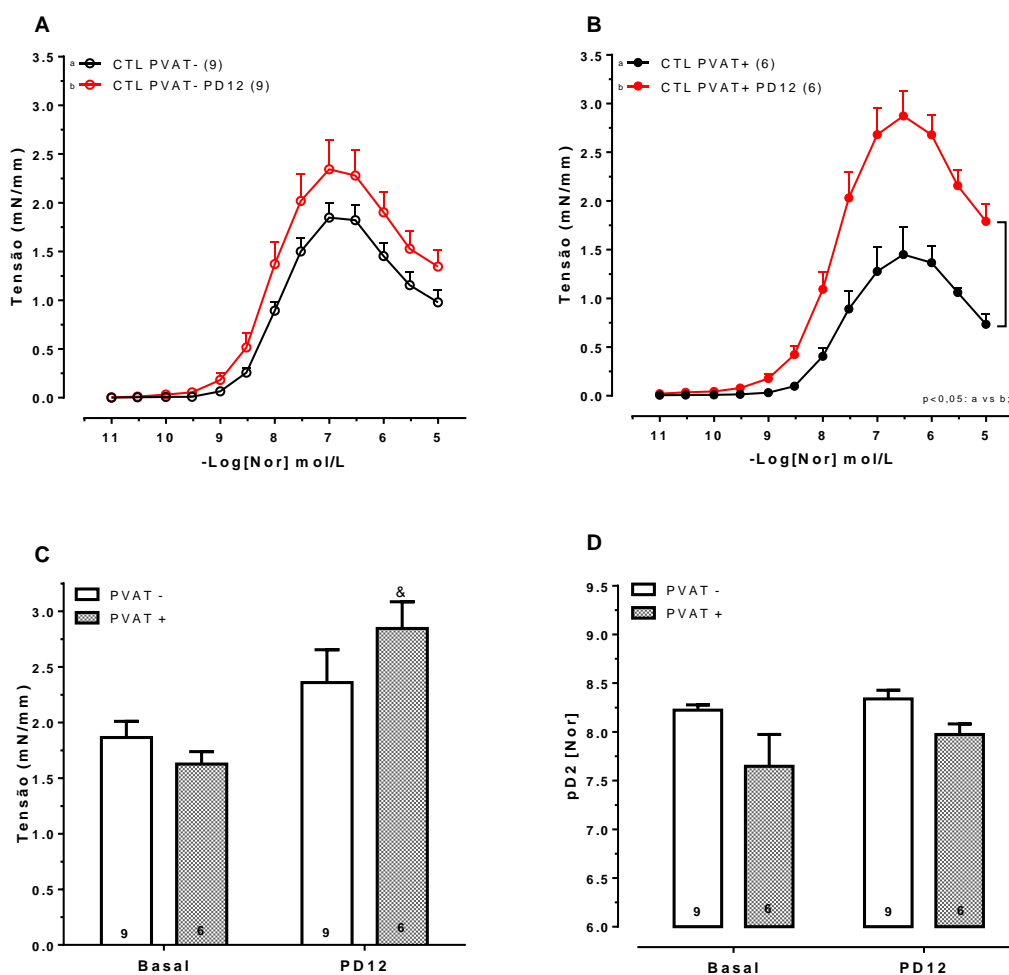 A
a CTL PVAT- (9)
b CTL PVAT- PD12 (9)
Tensão (mN/mm)
3.5
3.0
2.5
2.0
1.5
1.0
0.5
0.0
11 10 9 8 7 6 5
-Log[Nor] mol/L
B
a CTL PVAT+ (6)
b CTL PVAT+ PD12 (6)
Tensão (mN/mm)
3.5
3.0
2.5
2.0
1.5
1.0
0.5
0.0
p<0,05: a vs b;
11 10 9 8 7 6 5
-Log[Nor] mol/L
C
PVAT -
PVAT +
&
Tensão (mN/mm)
3.0
2.5
2.0
1.5
1.0
0.5
0.0
9 6 9 6
Basal PD12
D
PVAT -
PVAT +
pD2 [Nor]
9.5
9.0
8.5
8.0
7.5
7.0
6.5
6.0
9 6 9 6
Basal PD12